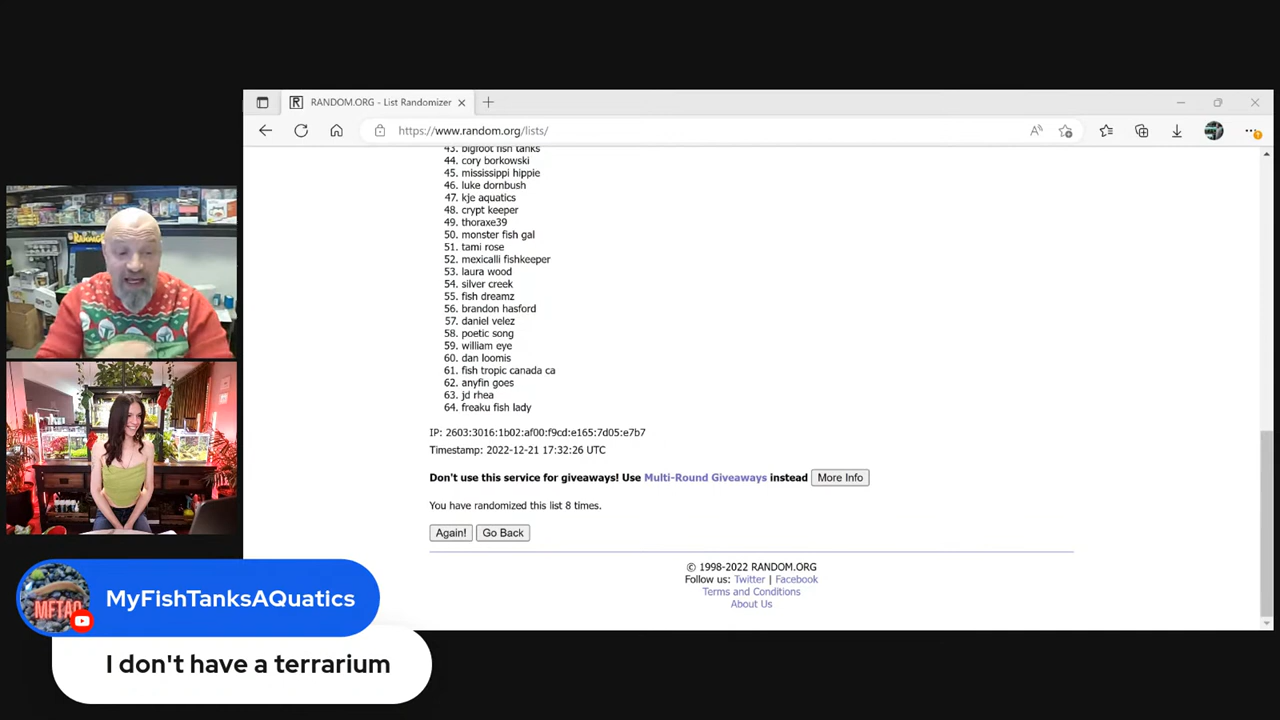 RANDOM.ORG - List Randomizer
https://www.random.org/lists/
43. bigfoot fish tanks
44. cory borkowski
45. mississippi hippie
46. luke dornbush
47. kje aquatics
48. crypt keeper
49. thoraxe39
50. monster fish gal
51. tami rose
52. mexicalli fishkeeper
53. laura wood
54. silver creek
55. fish dreamz
56. brandon hasford
57. daniel velez
58. poetic song
59. william eye
60. dan loomis
61. fish tropic canada ca
62. anyfin goes
63. jd rhea
64. freaku fish lady
IP: 2603:3016:1b02:af00:f9cd:e165:7d05:e7b7
Timestamp: 2022-12-21 17:32:26 UTC
Don't use this service for giveaways! Use Multi-Round Giveaways instead More Info
You have randomized this list 8 times.
Again! Go Back
© 1998-2022 RANDOM.ORG
Follow us: Twitter | Facebook
Terms and Conditions
About Us
MFTAQ
MyFishTanksAQuatics
I don't have a terrarium